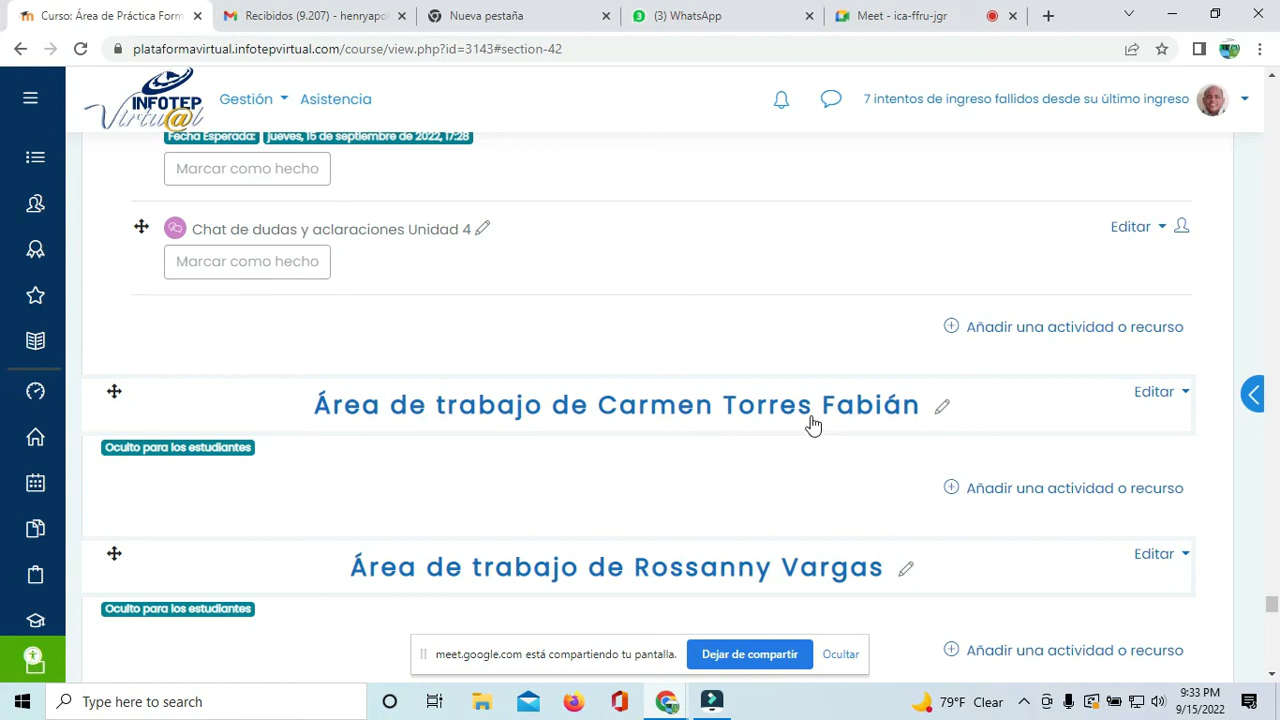 Curso: Área de Práctica Form
Recibidos (9.207) - henryapol
Nueva pestaña
(3) WhatsApp
Meet - ica-ffru-jgr
plataformavirtual.infotepvirtual.com/course/view.php?id=3143#section-42
INFOTEP
Virtu@l
Gestión
Asistencia
7 intentos de ingreso fallidos desde su último ingreso
Fecha Esperada: jueves, 15 de septiembre de 2022, 17:28
Marcar como hecho
Chat de dudas y aclaraciones Unidad 4
Editar
Marcar como hecho
Añadir una actividad o recurso
Área de trabajo de Carmen Torres Fabián
Editar
Oculto para los estudiantes
Añadir una actividad o recurso
Área de trabajo de Rossanny Vargas
Editar
Oculto para los estudiantes
Añadir una actividad o recurso
meet.google.com está compartiendo tu pantalla.
Dejar de compartir
Ocultar
Type here to search
79°F Clear
9:33 PM
9/15/2022